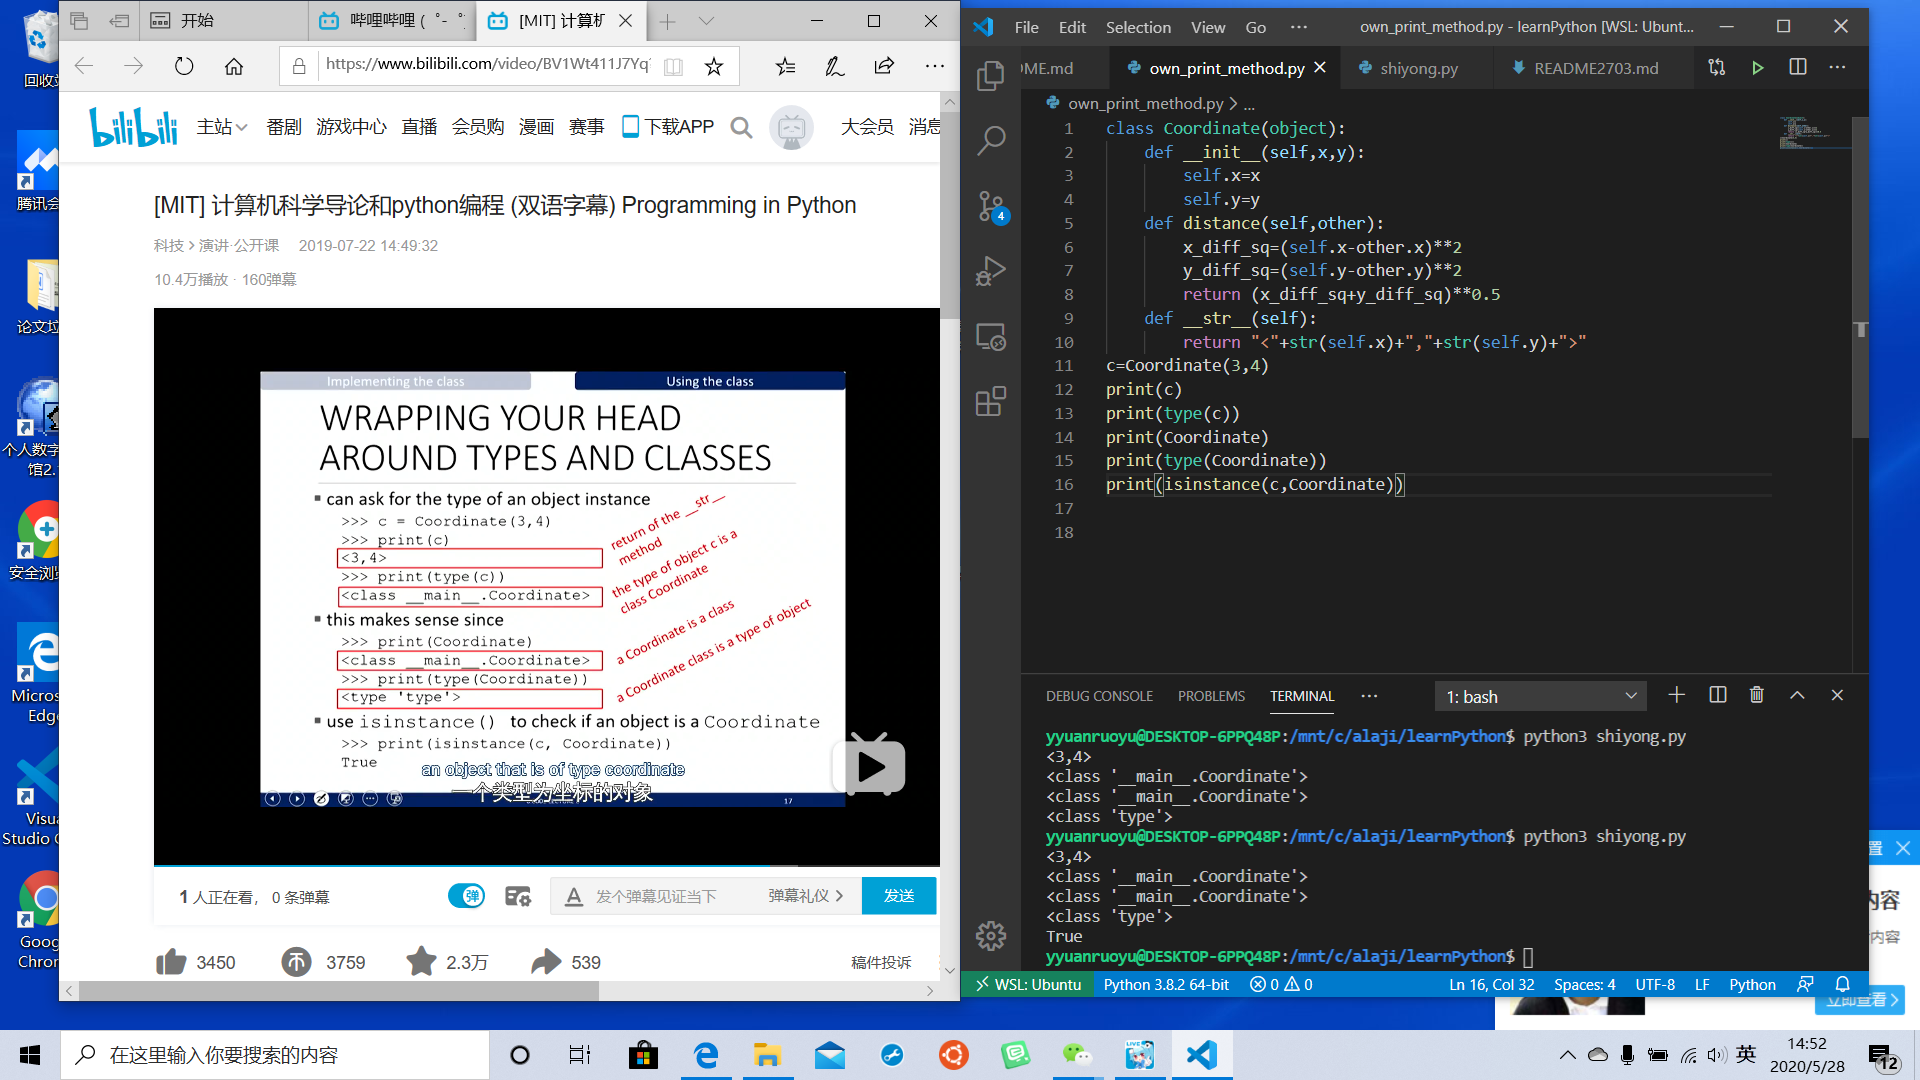 回收站
腾讯会
论文垃
个人数字
馆2.
安全浏览
Micros
Edge
Visua
Studio C
Goog
Chron
开始
哔哩哔哩 (゜-゜
[MIT] 计算机
https://www.bilibili.com/video/BV1Wt411J7Yq
bilibili
主站
番剧
游戏中心
直播
会员购
漫画
赛事
下载APP
大会员
消息
[MIT] 计算机科学导论和python编程 (双语字幕) Programming in Python
科技 > 演讲·公开课 2019-07-22 14:49:32
10.4万播放 · 160弹幕
Implementing the class
Using the class
WRAPPING YOUR HEAD
AROUND TYPES AND CLASSES
can ask for the type of an object instance
>>> c = Coordinate(3,4)
>>> print(c)
<3,4>
>>> print(type(c))
<class __main__.Coordinate>
return of the __str__
method
the type of object c is a
class Coordinate
this makes sense since
>>> print(Coordinate)
<class __main__.Coordinate>
>>> print(type(Coordinate))
<type 'type'>
a Coordinate is a class
a Coordinate class is a type of object
use isinstance() to check if an object is a Coordinate
>>> print(isinstance(c, Coordinate))
True
an object that is of type coordinate
一个类型为坐标的对象
17
1 人正在看, 0 条弹幕
弹
发个弹幕见证当下
弹幕礼仪 >
发送
3450
3759
2.3万
539
稿件投诉
File Edit Selection View Go ···
own_print_method.py - learnPython [WSL: Ubunt...
DME.md
own_print_method.py
shiyong.py
README2703.md
own_print_method.py > ...
1 class Coordinate(object):
2 def __init__(self,x,y):
3 self.x=x
4 self.y=y
5 def distance(self,other):
6 x_diff_sq=(self.x-other.x)**2
7 y_diff_sq=(self.y-other.y)**2
8 return (x_diff_sq+y_diff_sq)**0.5
9 def __str__(self):
10 return "<"+str(self.x)+","+str(self.y)+">"
11 c=Coordinate(3,4)
12 print(c)
13 print(type(c))
14 print(Coordinate)
15 print(type(Coordinate))
16 print(isinstance(c,Coordinate))
17
18
4
DEBUG CONSOLE PROBLEMS TERMINAL ···
1: bash
yyuanruoyu@DESKTOP-6PPQ48P:/mnt/c/alaji/learnPython$ python3 shiyong.py
<3,4>
<class '__main__.Coordinate'>
<class '__main__.Coordinate'>
<class 'type'>
yyuanruoyu@DESKTOP-6PPQ48P:/mnt/c/alaji/learnPython$ python3 shiyong.py
<3,4>
<class '__main__.Coordinate'>
<class '__main__.Coordinate'>
<class 'type'>
True
yyuanruoyu@DESKTOP-6PPQ48P:/mnt/c/alaji/learnPython$
WSL: Ubuntu
Python 3.8.2 64-bit
0 0
Ln 16, Col 32
Spaces: 4
UTF-8
LF
Python
置
内容
内容
立即查看 >
在这里输入你要搜索的内容
LIVE
英
14:52
2020/5/28
12